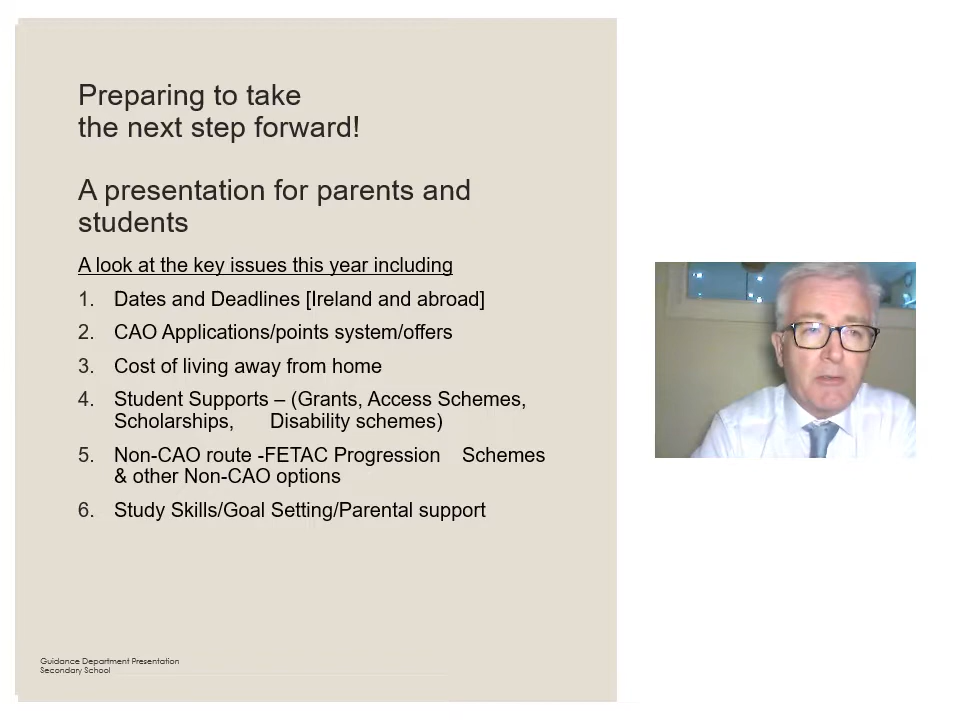 Preparing to take
the next step forward!
A presentation for parents and
students
A look at the key issues this year including
1. Dates and Deadlines [Ireland and abroad]
2. CAO Applications/points system/offers
3. Cost of living away from home
4. Student Supports – (Grants, Access Schemes,
Scholarships, Disability schemes)
5. Non-CAO route -FETAC Progression Schemes
& other Non-CAO options
6. Study Skills/Goal Setting/Parental support
Guidance Department Presentation
Secondary School